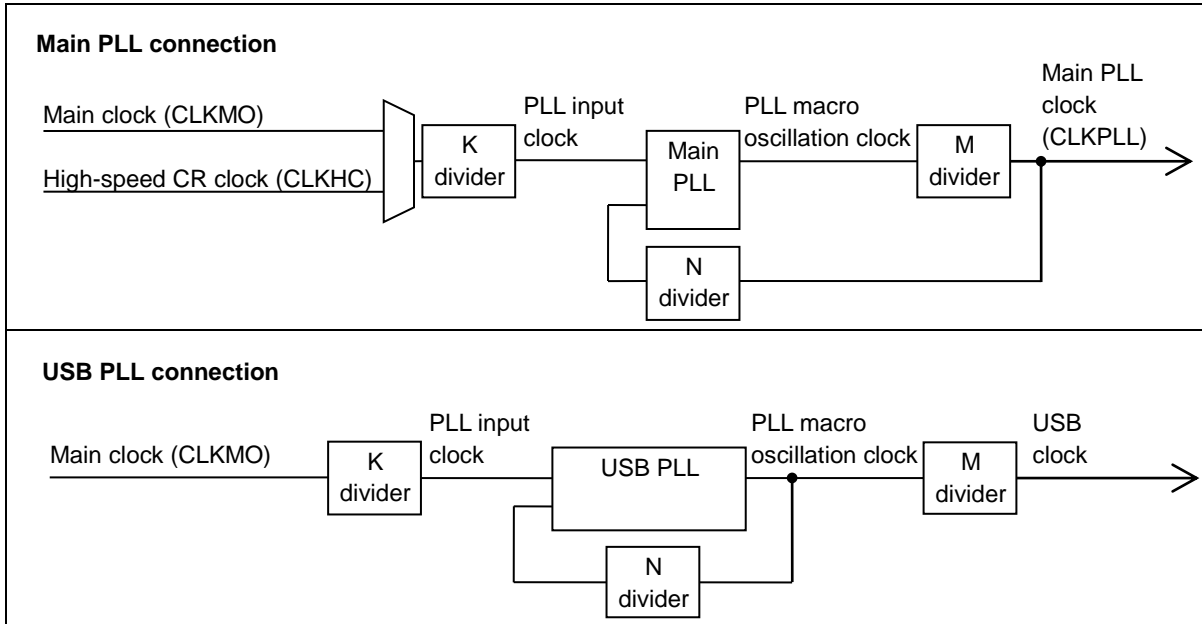 Main PLL connection
Main clock (CLKMO)
High-speed CR clock (CLKHC)
K
divider
PLL input
clock
Main
PLL
PLL macro
oscillation clock
M
divider
Main PLL
clock
(CLKPLL)
N
divider
USB PLL connection
Main clock (CLKMO)
K
divider
PLL input
clock
USB PLL
PLL macro
oscillation clock
M
divider
USB
clock
N
divider